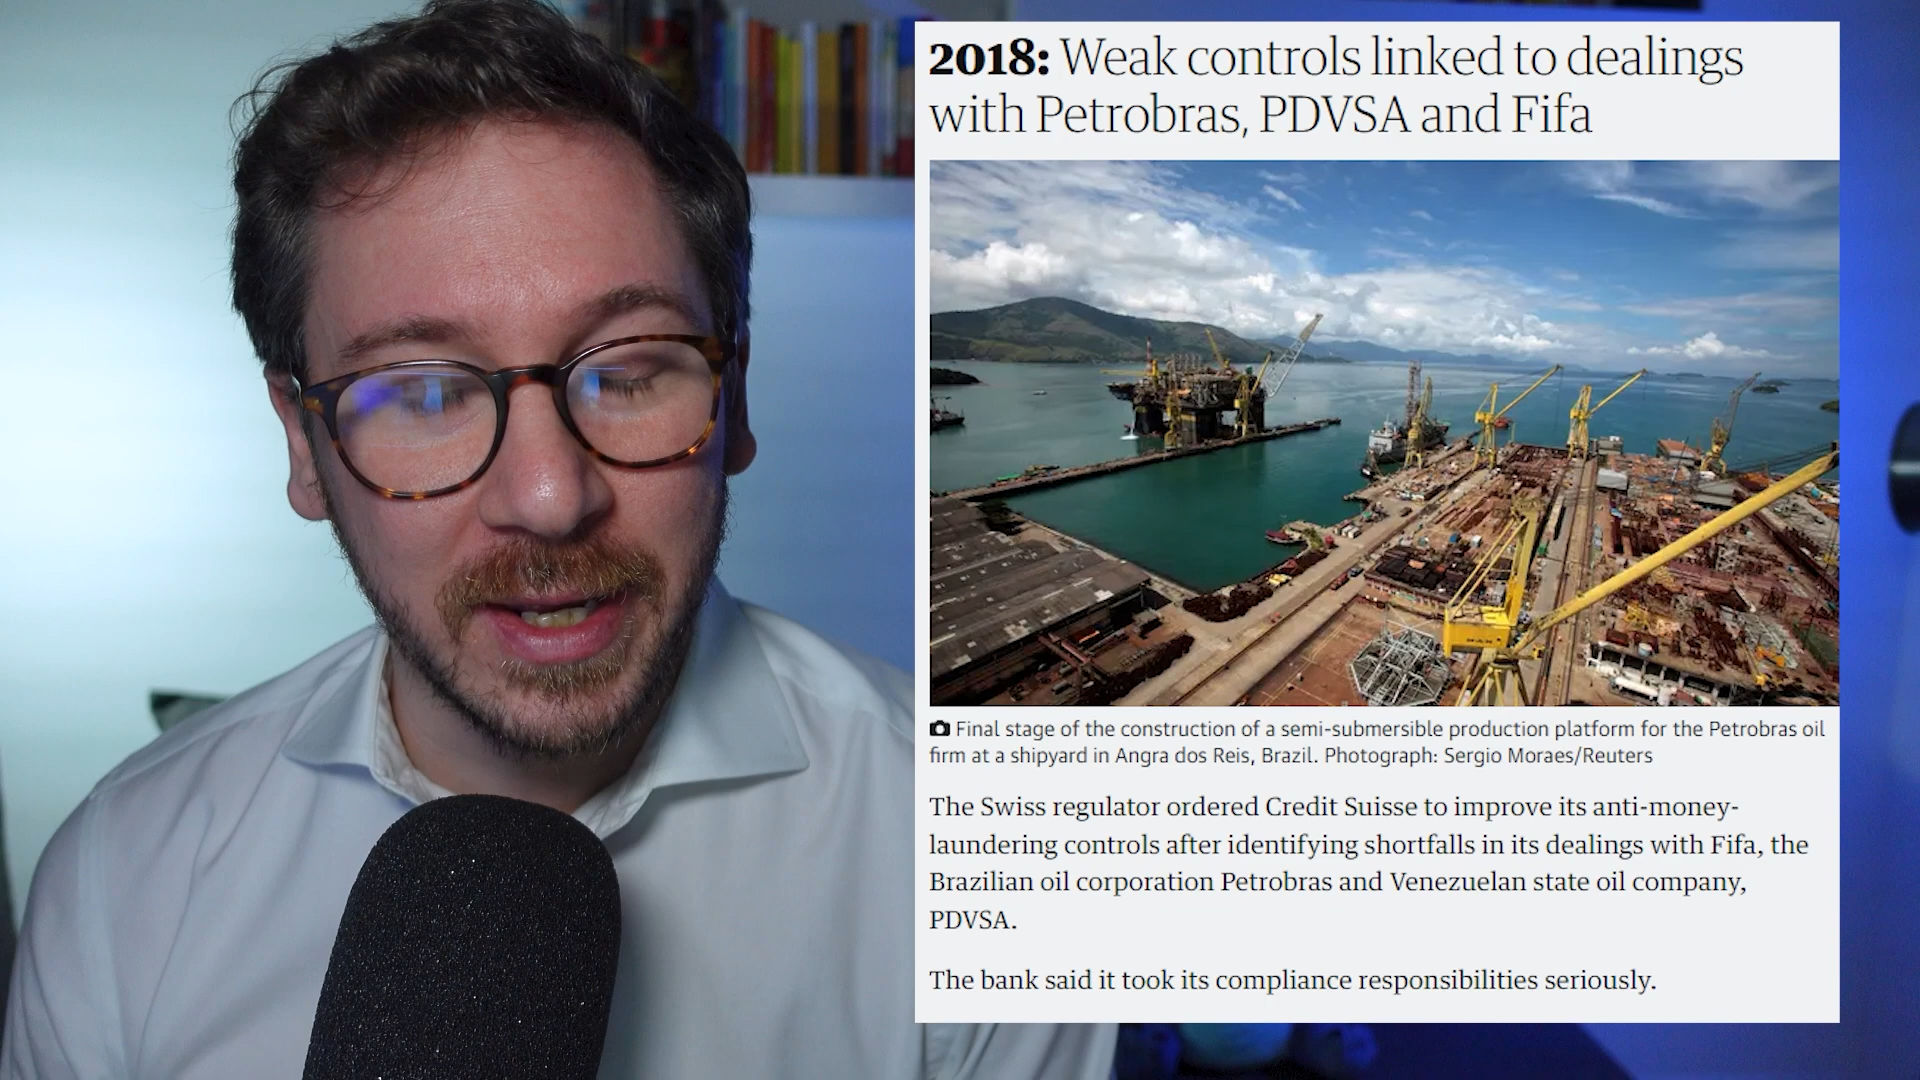 2018: Weak controls linked to dealings
with Petrobras, PDVSA and Fifa
Final stage of the construction of a semi-submersible production platform for the Petrobras oil
firm at a shipyard in Angra dos Reis, Brazil. Photograph: Sergio Moraes/Reuters
The Swiss regulator ordered Credit Suisse to improve its anti-money-
laundering controls after identifying shortfalls in its dealings with Fifa, the
Brazilian oil corporation Petrobras and Venezuelan state oil company,
PDVSA.
The bank said it took its compliance responsibilities seriously.